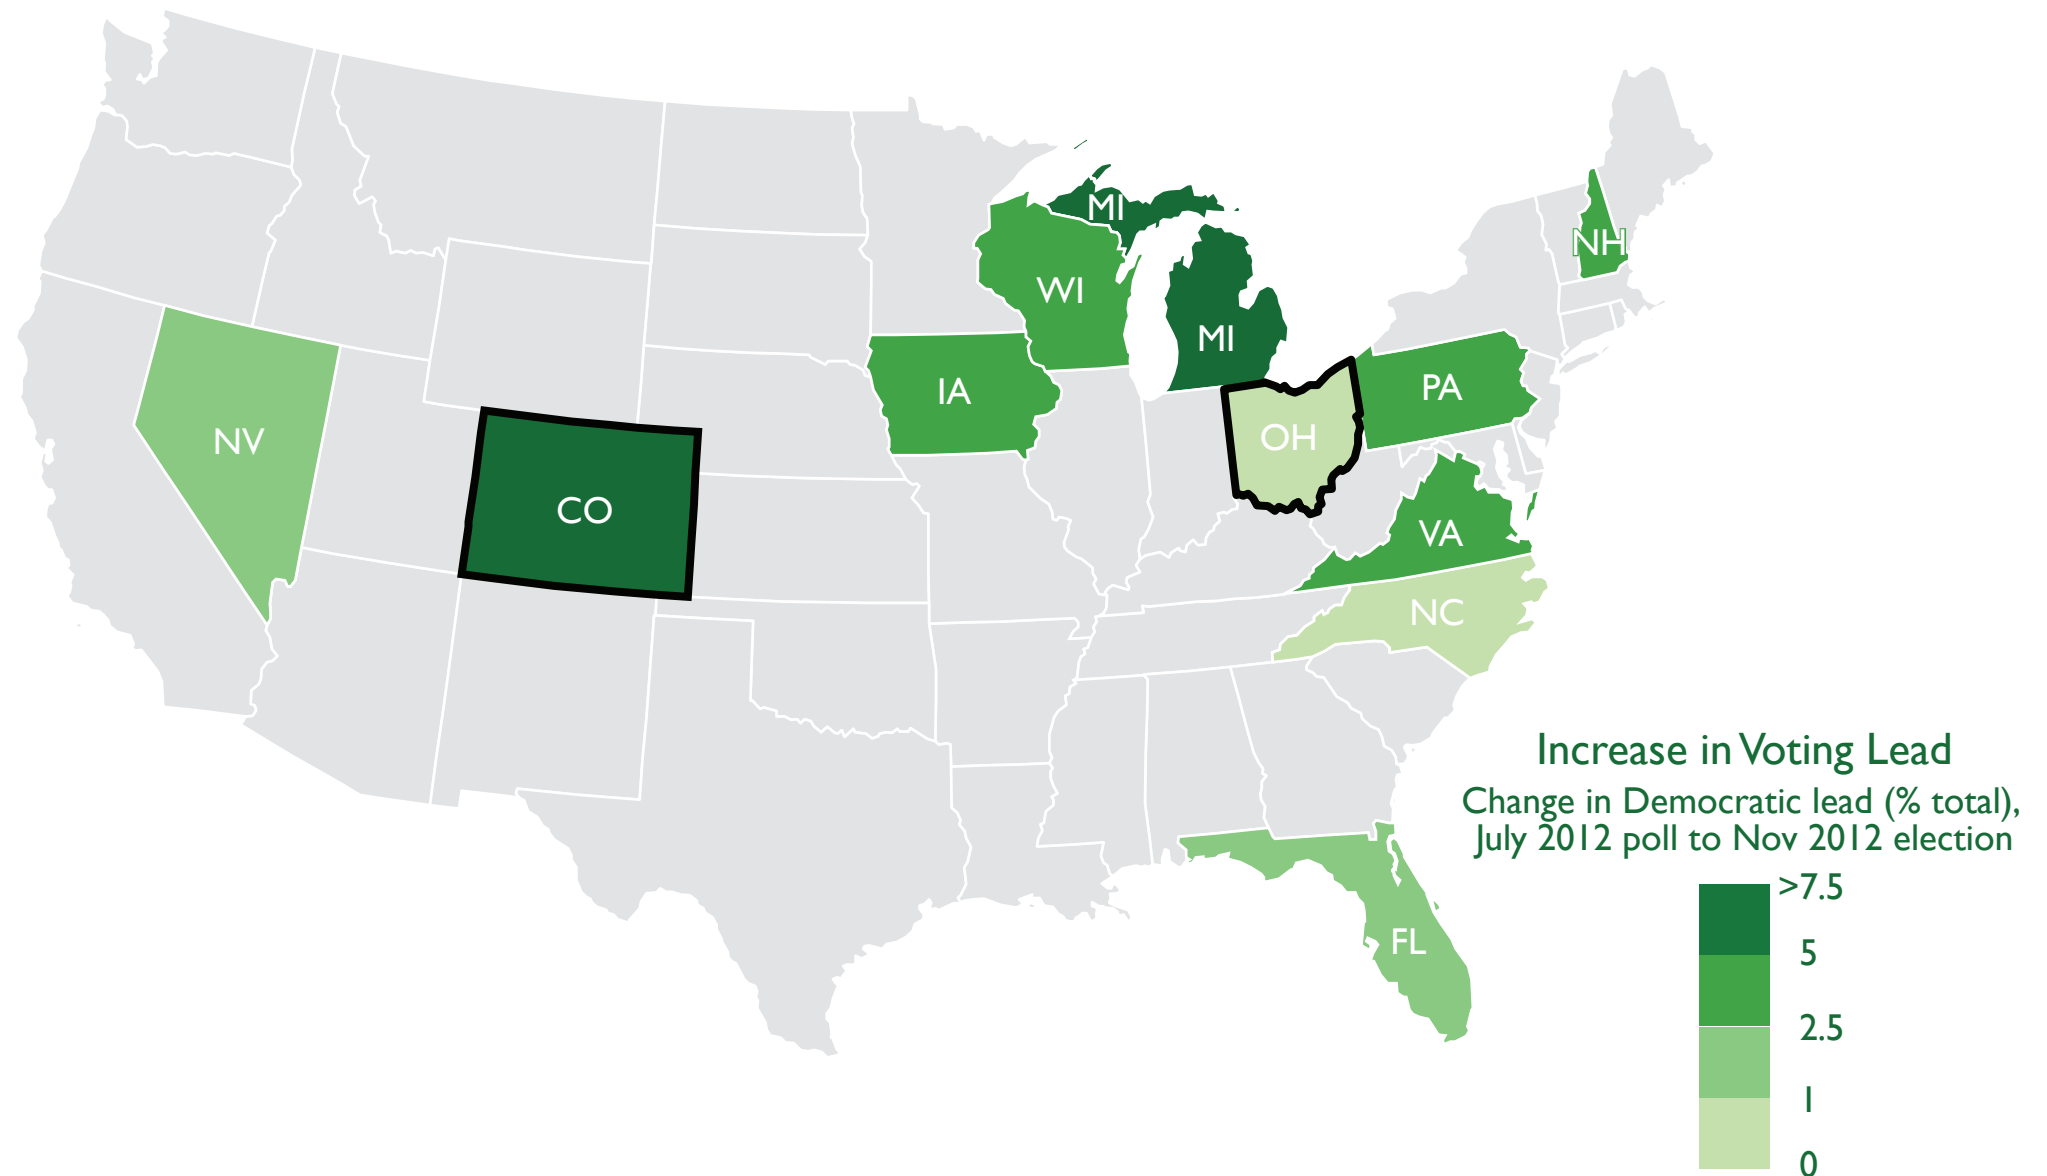 MI
NH
WI
MI
IA
PA
NV
OH
CO
VA
NC
Increase in Voting Lead
Change in Democratic lead (% total),
July 2012 poll to Nov 2012 election
>7.5
FL
5
2.5
1
0